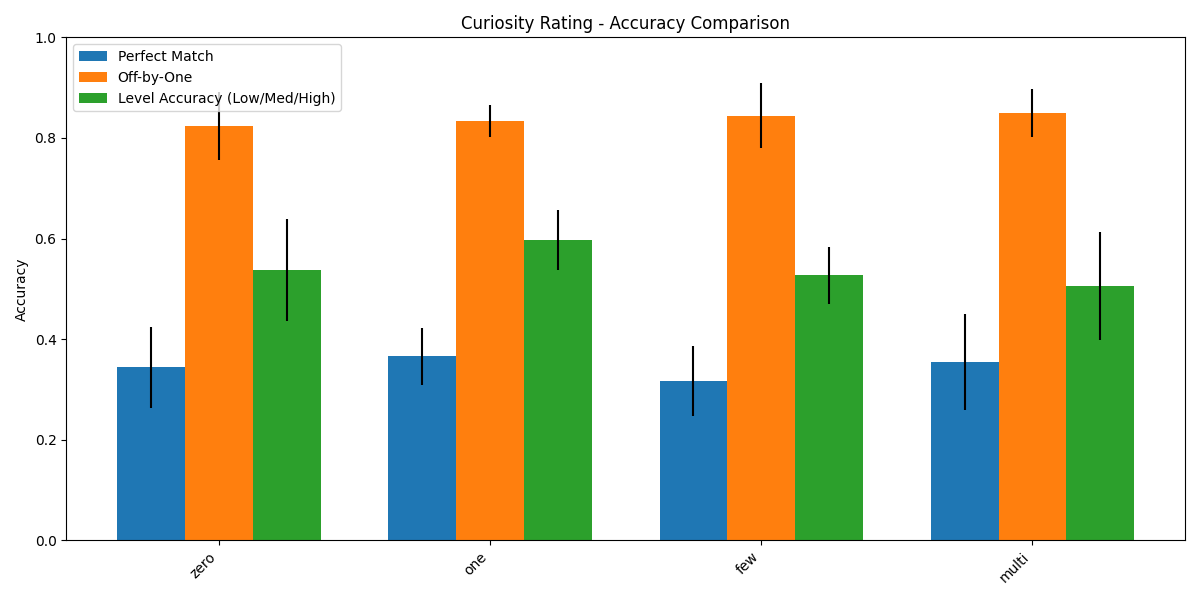 Curiosity Rating - Accuracy Comparison
Perfect Match
Off-by-One
Level Accuracy (Low/Med/High)
1.0
0.8
0.6
0.4
0.2
0.0
Accuracy
zero
one
few
multi